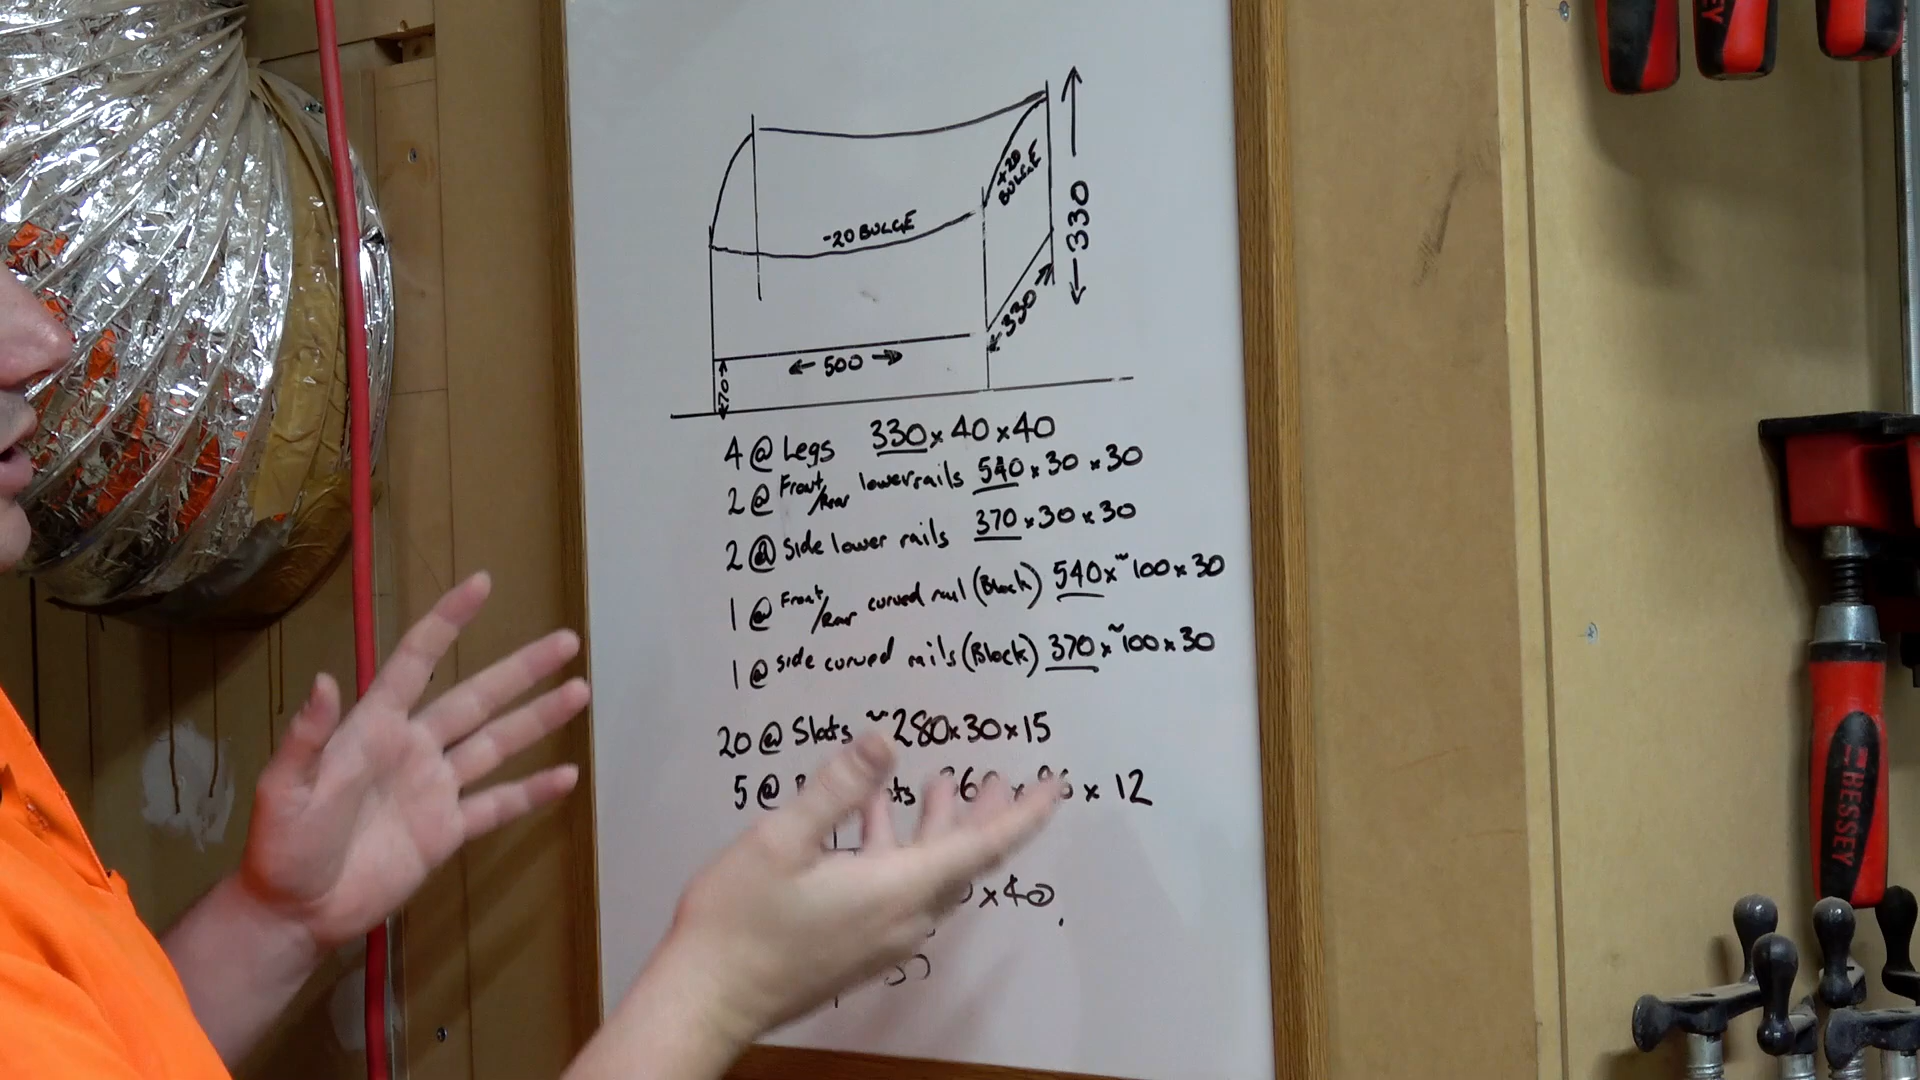 +20
BULGE
-20 BULGE
← 330 →
← 330 →
← 500 →
70
4 @ Legs 330 x 40 x 40
2 @ Front/Rear lower rails 540 x 30 x 30
2 @ Side lower rails 370 x 30 x 30
1 @ Front/Rear curved rail (Block) 540 x ~100 x 30
1 @ side curved rails (Block) 370 x ~100 x 30
20 @ Slats ~ 280 x 30 x 15
5 @ x 12
x 40
BESSEY